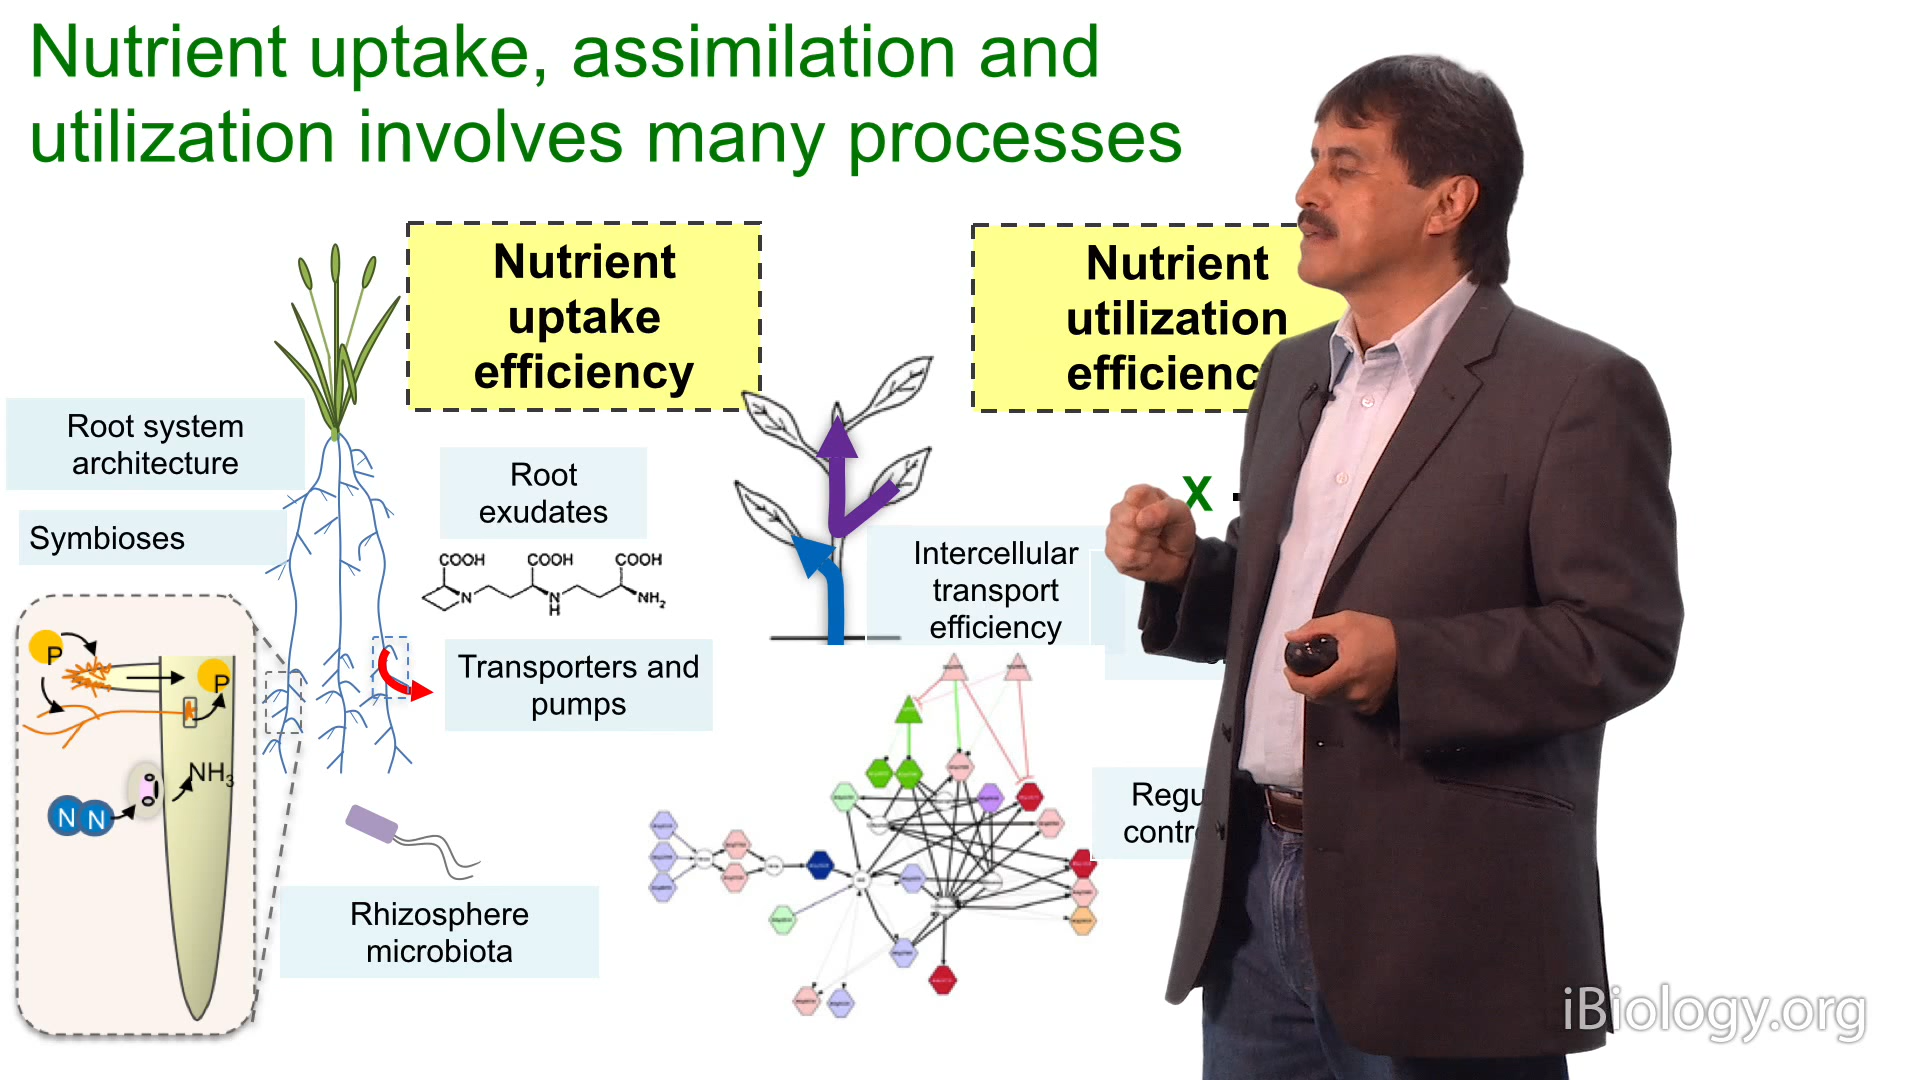 Nutrient uptake, assimilation and
utilization involves many processes
Nutrient
uptake
efficiency
Nutrient
utilization
efficienc
Root system
architecture
Symbioses
Root
exudates
COOH
COOH
COOH
N
N
H
NH2
Transporters and
pumps
Intercellular
transport
efficiency
X
P
P
NH3
N N
Rhizosphere
microbiota
Regu
contr
iBiology.org